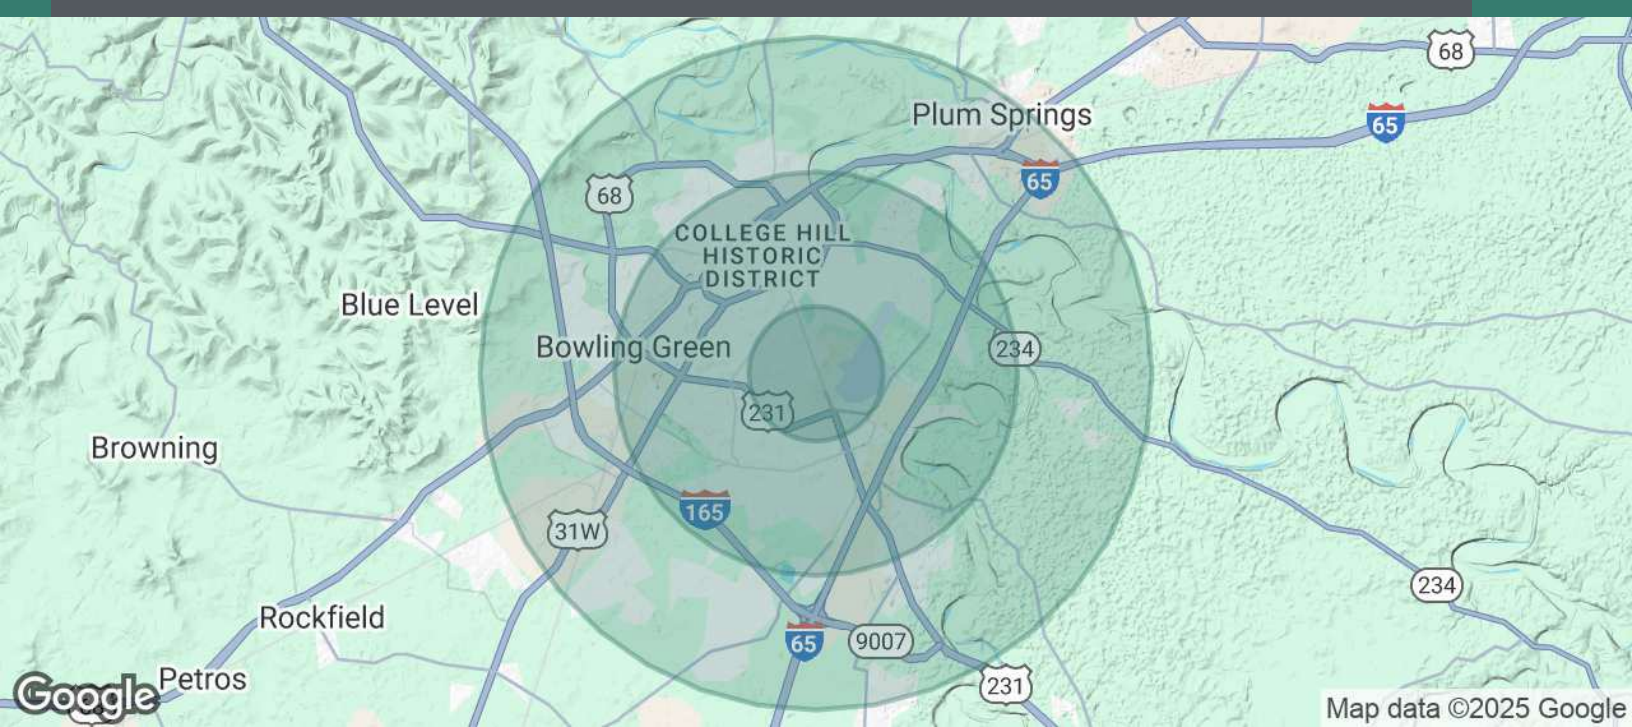 68
Plum Springs
65
65
68
COLLEGE HILL
HISTORIC
DISTRICT
Blue Level
Bowling Green
234
231
Browning
165
31W
234
Rockfield
65
9007
Petros
231
Google
Map data ©2025 Google